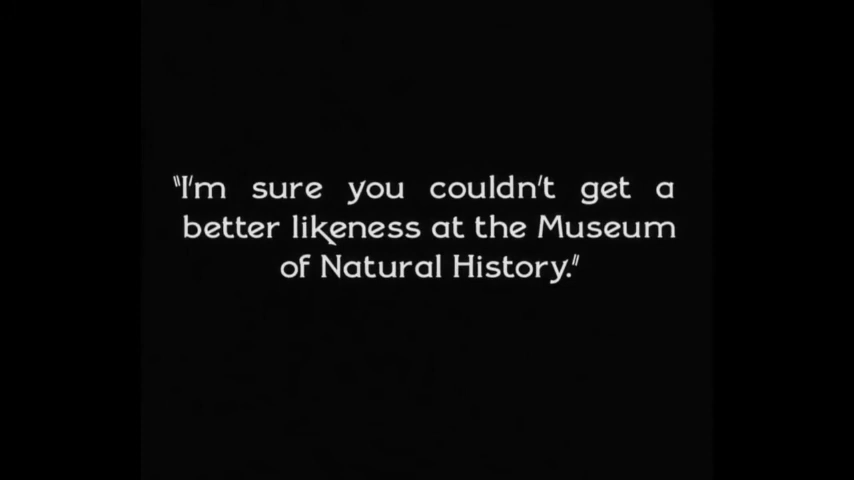 "I'm sure you couldn't get a
better likeness at the Museum
of Natural History."